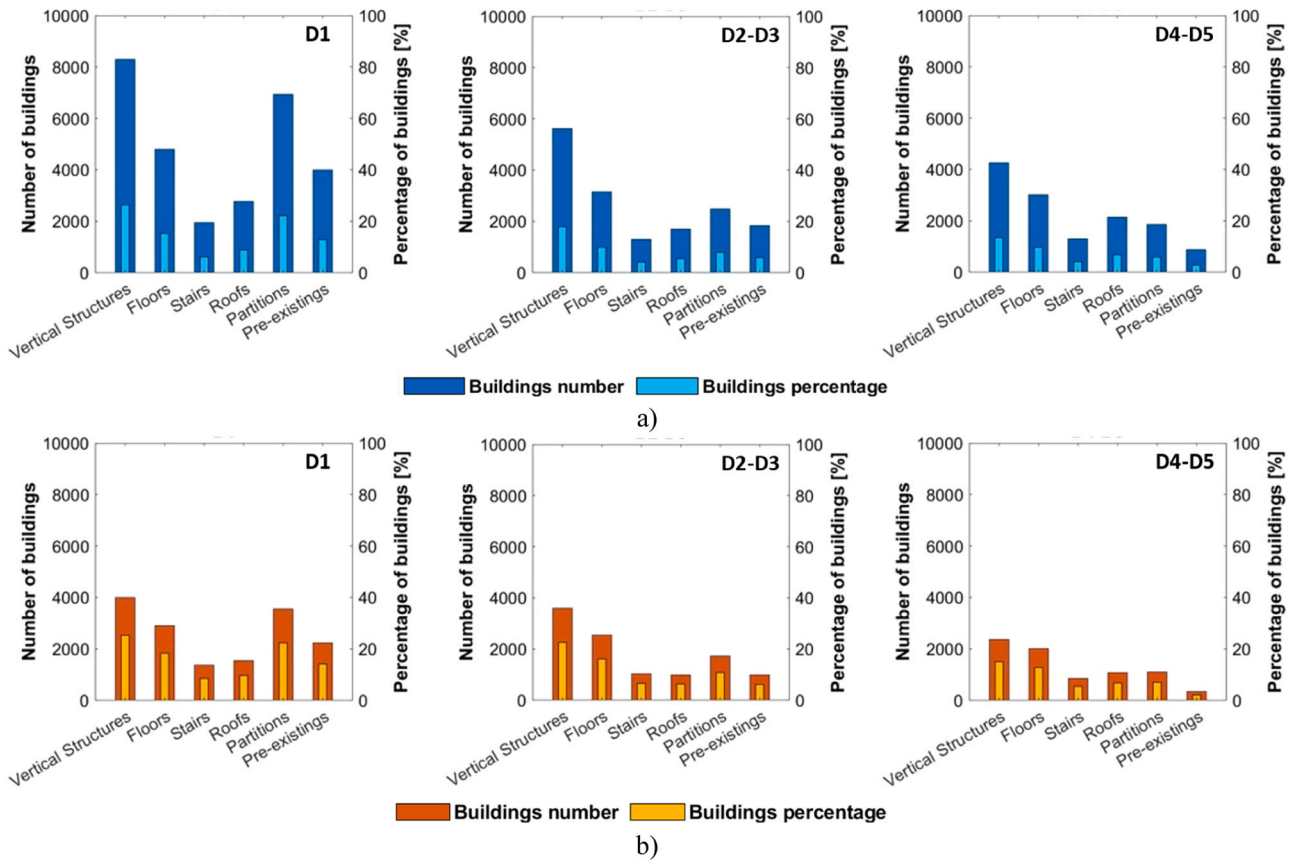 D1
Number of buildings
10000
8000
6000
4000
2000
0
Percentage of buildings [%]
100
80
60
40
20
0
Vertical Structures
Floors
Stairs
Roofs
Partitions
Pre-existings
D2-D3
Number of buildings
10000
8000
6000
4000
2000
0
Percentage of buildings [%]
100
80
60
40
20
0
Vertical Structures
Floors
Stairs
Roofs
Partitions
Pre-existings
D4-D5
Number of buildings
10000
8000
6000
4000
2000
0
Percentage of buildings [%]
100
80
60
40
20
0
Vertical Structures
Floors
Stairs
Roofs
Partitions
Pre-existings
Buildings number Buildings percentage
a)
D1
Number of buildings
10000
8000
6000
4000
2000
0
Percentage of buildings [%]
100
80
60
40
20
0
Vertical Structures
Floors
Stairs
Roofs
Partitions
Pre-existings
D2-D3
Number of buildings
10000
8000
6000
4000
2000
0
Percentage of buildings [%]
100
80
60
40
20
0
Vertical Structures
Floors
Stairs
Roofs
Partitions
Pre-existings
D4-D5
Number of buildings
10000
8000
6000
4000
2000
0
Percentage of buildings [%]
100
80
60
40
20
0
Vertical Structures
Floors
Stairs
Roofs
Partitions
Pre-existings
Buildings number Buildings percentage
b)